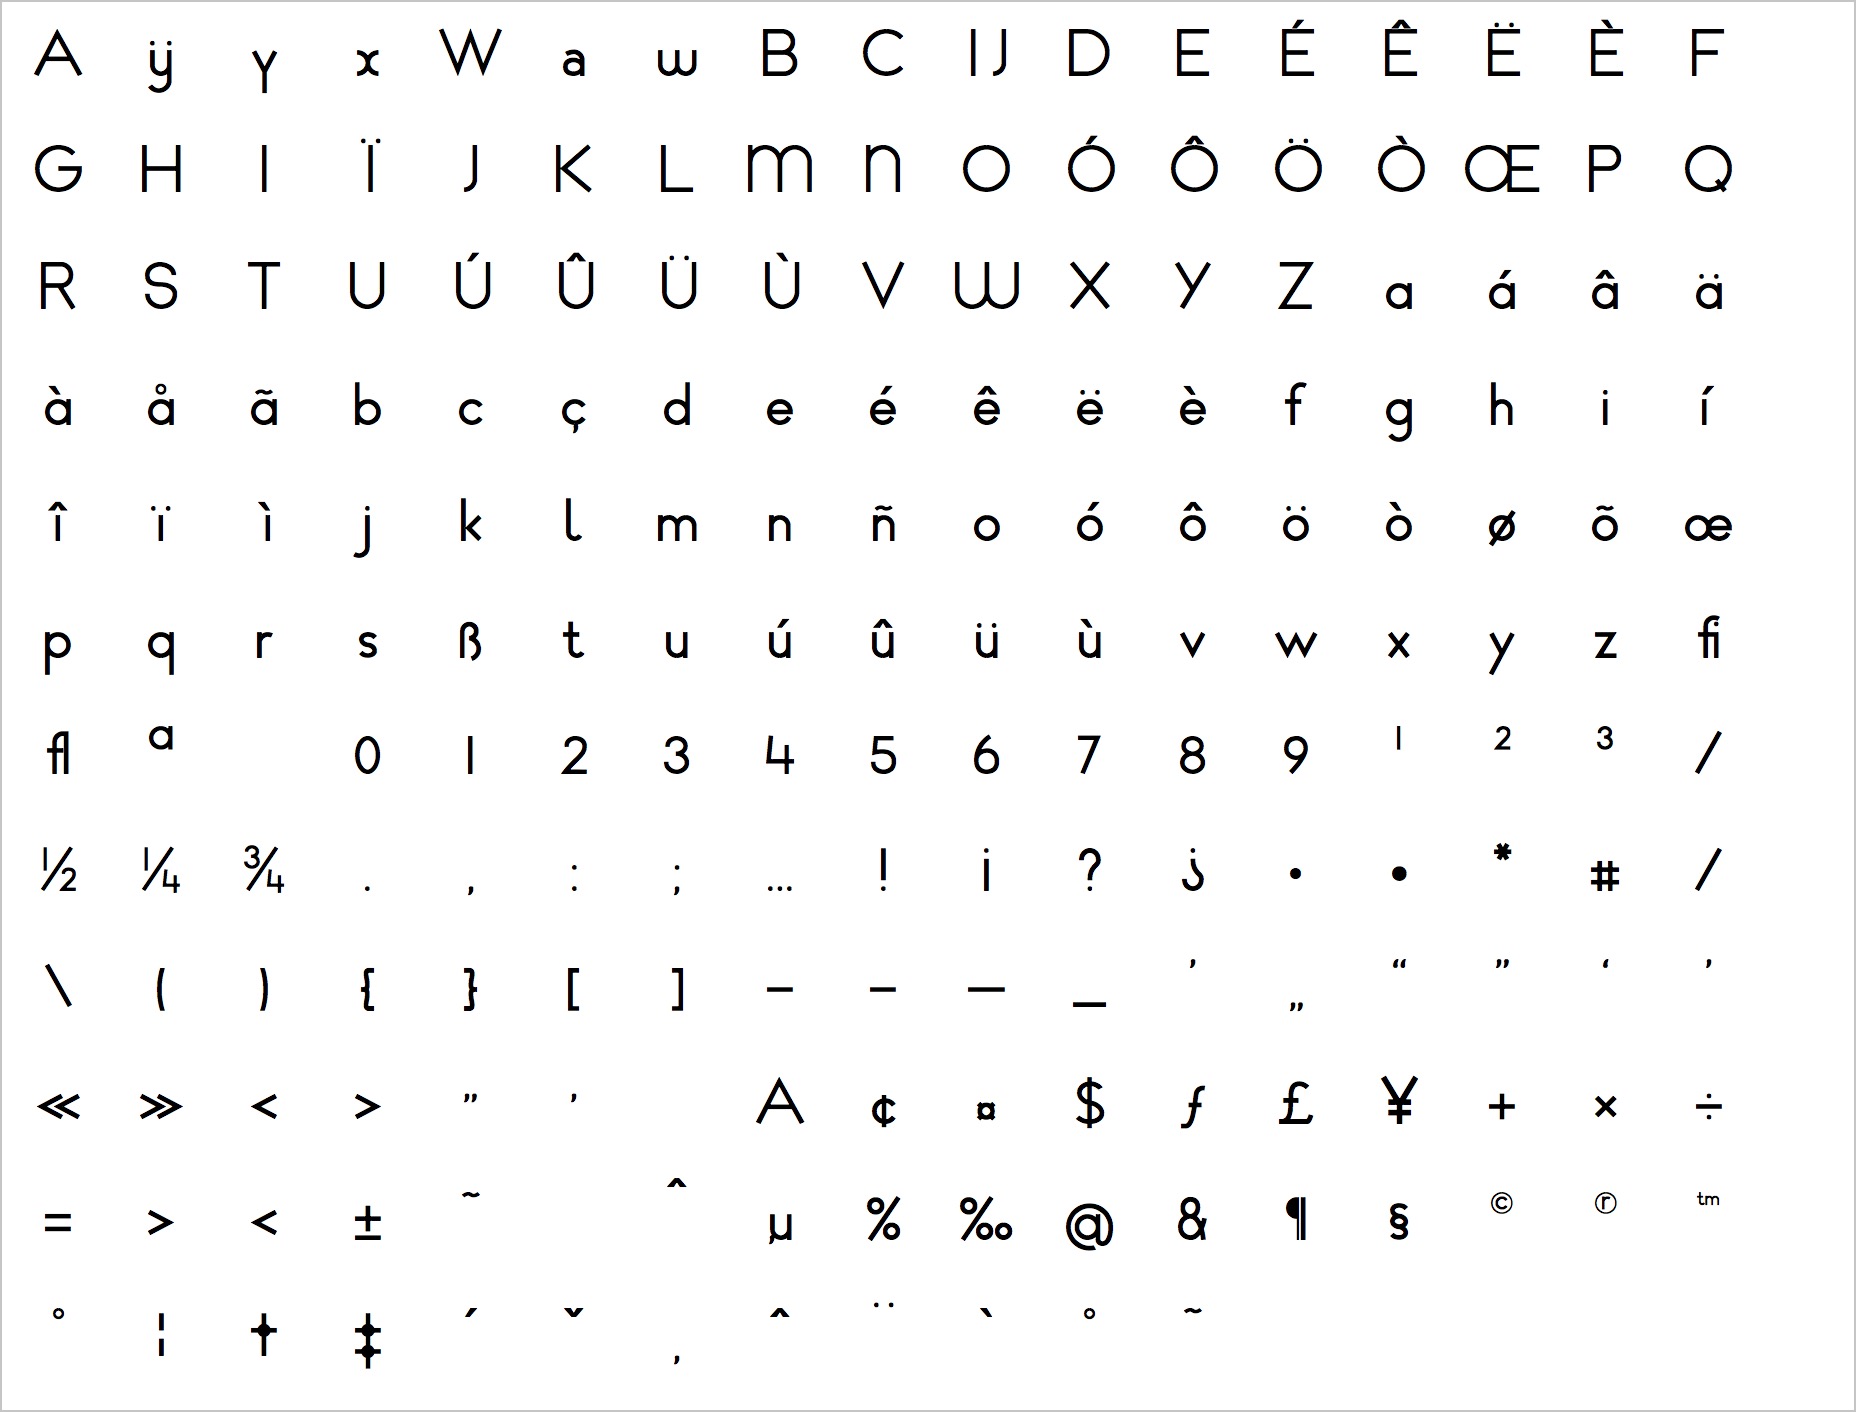 A ÿ y x W a w B C IJ D E É Ê Ë È F
G H I Ï J K L M N O Ó Ô Ö Ò Œ P Q
R S T U Ú Û Ü Ù V W X Y Z a á â ä
à å ã b c ç d e é ê ë è f g h i í
î ï ì j k l m n ñ o ó ô ö ò ø õ œ
p q r s ß t u ú û ü ù v w x y z fi
fl ª 0 1 2 3 4 5 6 7 8 9 ¹ ² ³ /
½ ¼ ¾ . , : ; … ! ¡ ? ¿ · • * # /
\ ( ) { } [ ] – – — _ ’ „ “ ” ‘ ’
« » < > ” ’ A ¢ ¤ $ ƒ £ ¥ + × ÷
= > < ± ˜ ˆ µ % ‰ @ & ¶ § © ® ™
° ¦ † ‡ ´ ˇ ¸ ˆ ¨ ` ˚ ˜